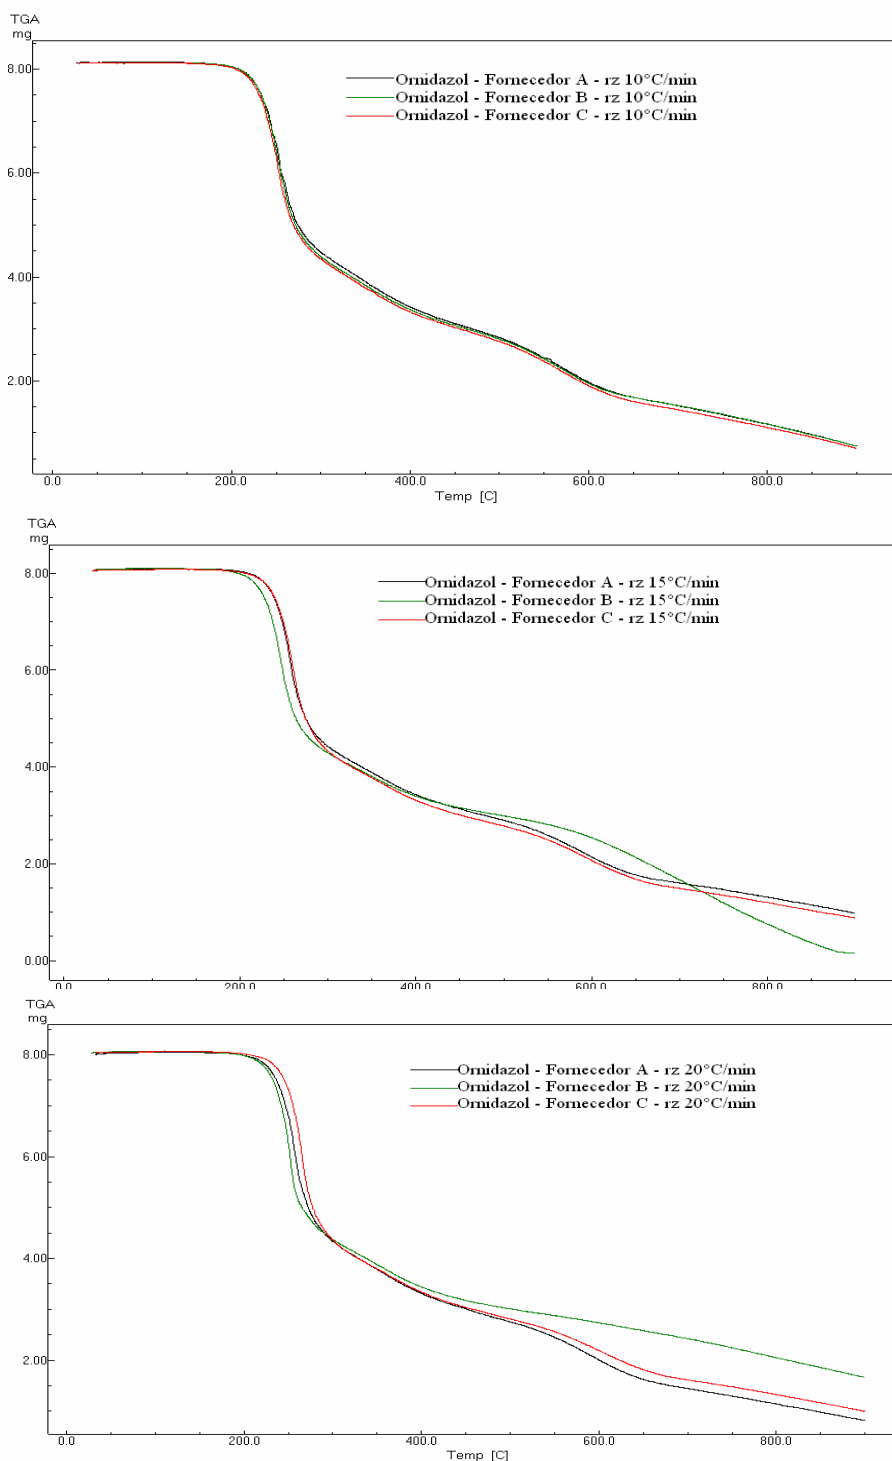 TGA
mg
8.00
Ornidazol - Fornecedor A - rz 10°C/min
Ornidazol - Fornecedor B - rz 10°C/min
Ornidazol - Fornecedor C - rz 10°C/min
6.00
4.00
2.00
0.0 200.0 400.0 600.0 800.0
Temp [C]
TGA
mg
8.00
Ornidazol - Fornecedor A - rz 15°C/min
Ornidazol - Fornecedor B - rz 15°C/min
Ornidazol - Fornecedor C - rz 15°C/min
6.00
4.00
2.00
0.00
0.0 200.0 400.0 600.0 800.0
TGA
mg
8.00
Ornidazol - Fornecedor A - rz 20°C/min
Ornidazol - Fornecedor B - rz 20°C/min
Ornidazol - Fornecedor C - rz 20°C/min
6.00
4.00
2.00
0.0 200.0 400.0 600.0 800.0
Temp [C]